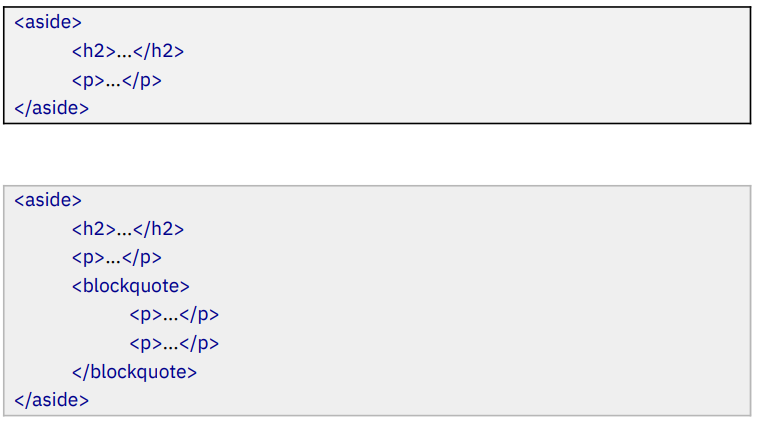 <aside>
<h2>...</h2>
<p>...</p>
</aside>
<aside>
<h2>...</h2>
<p>...</p>
<blockquote>
<p>...</p>
<p>...</p>
</blockquote>
</aside>